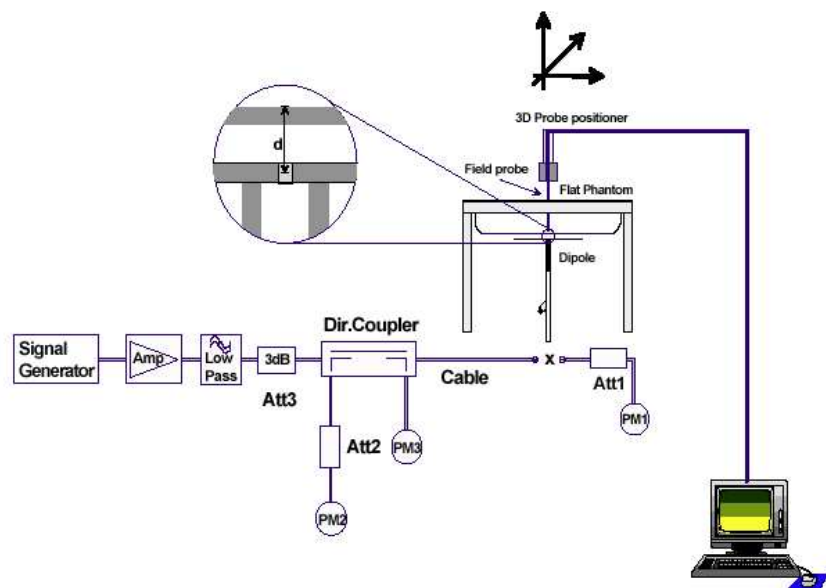 3D Probe positioner
d
Field probe
Flat Phantom
Dipole
Dir.Coupler
Signal
Generator
Amp
Low
Pass
3dB
Cable
x
Att1
Att3
PM1
Att2
PM3
PM2